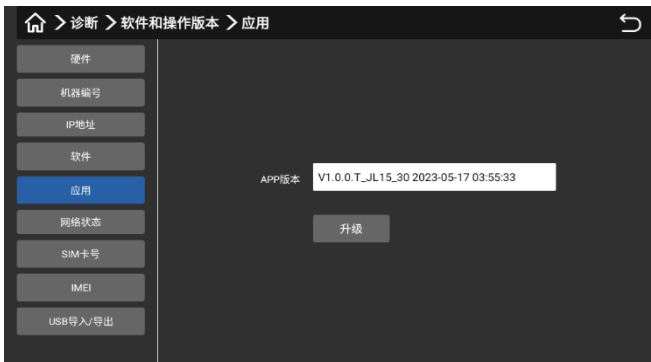 诊断 软件和操作版本 应用
硬件
机器编号
IP地址
软件
应用
网络状态
SIM卡号
IMEI
USB导入/导出
APP版本 V1.0.0.T_JL15_30 2023-05-17 03:55:33
升级